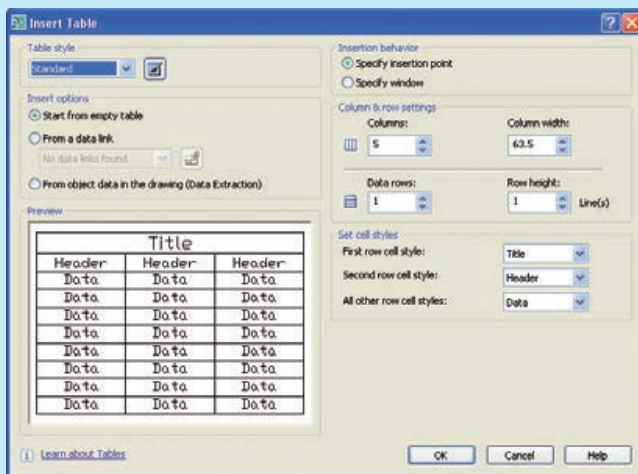 Insert Table
Table style
Standard
Insert options
Start from empty table
From a data link
No data links found
From object data in the drawing (Data Extraction)
Preview
Title
Header Header Header
Data Data Data
Data Data Data
Data Data Data
Data Data Data
Data Data Data
Data Data Data
Data Data Data
Data Data Data
Learn about Tables
Insertion behavior
Specify insertion point
Specify window
Column & row settings
Columns: Column width:
5 63.5
Data rows: Row height:
1 1 Line(s)
Set cell styles
First row cell style: Title
Second row cell style: Header
All other row cell styles: Data
OK Cancel Help